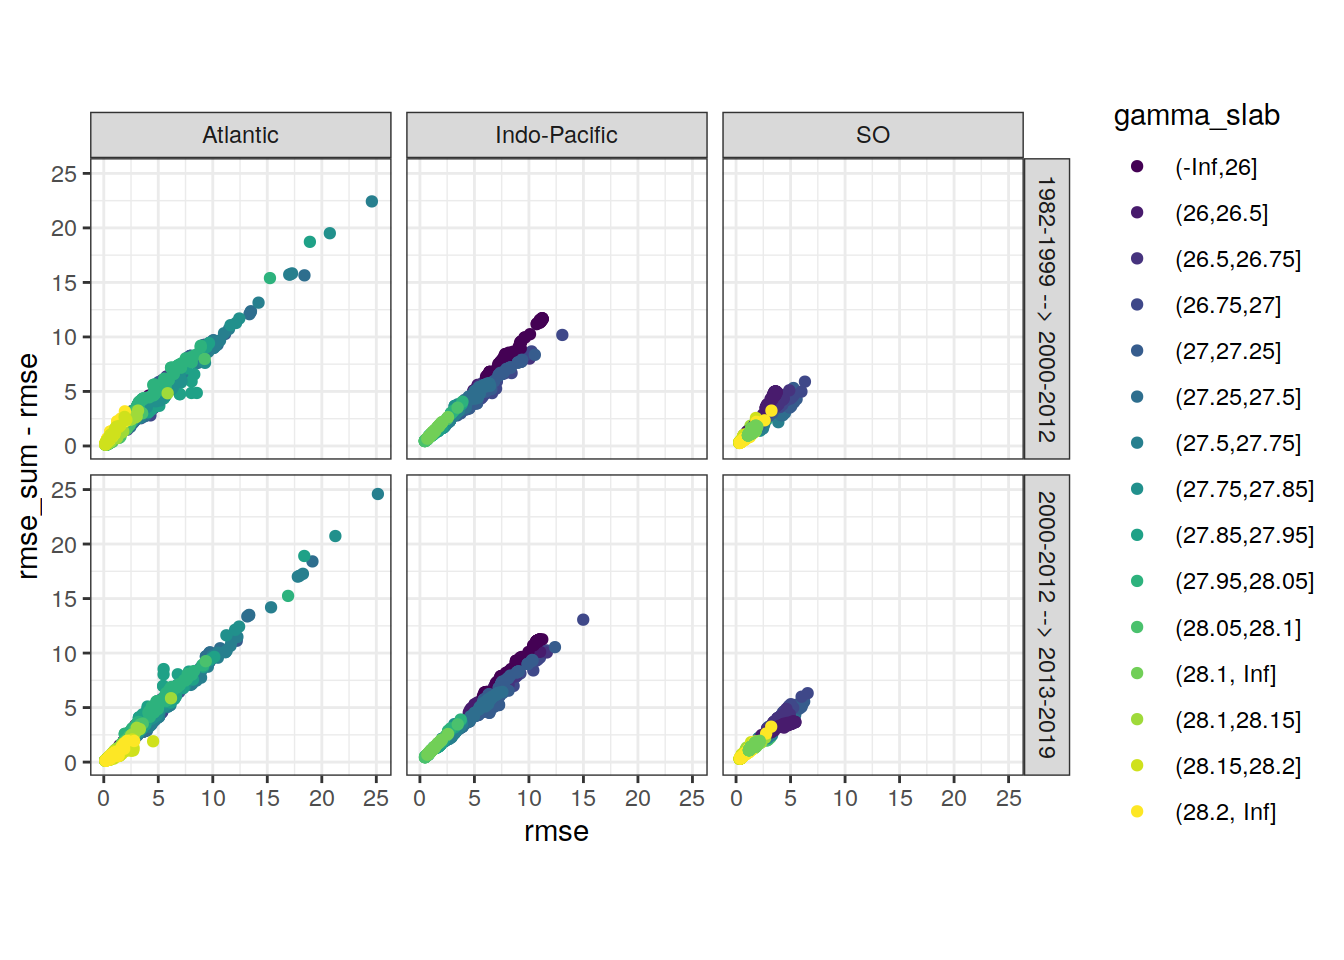 Atlantic
Indo-Pacific
SO
gamma_slab
(-Inf,26]
(26,26.5]
(26.5,26.75]
(26.75,27]
(27,27.25]
(27.25,27.5]
(27.5,27.75]
(27.75,27.85]
(27.85,27.95]
(27.95,28.05]
(28.05,28.1]
(28.1, Inf]
(28.1,28.15]
(28.15,28.2]
(28.2, Inf]
1982-1999 --> 2000-2012
2000-2012 --> 2013-2019
rmse_sum - rmse
25
20
15
10
5
0
25
20
15
10
5
0
0 5 10 15 20 25
0 5 10 15 20 25
0 5 10 15 20 25
rmse